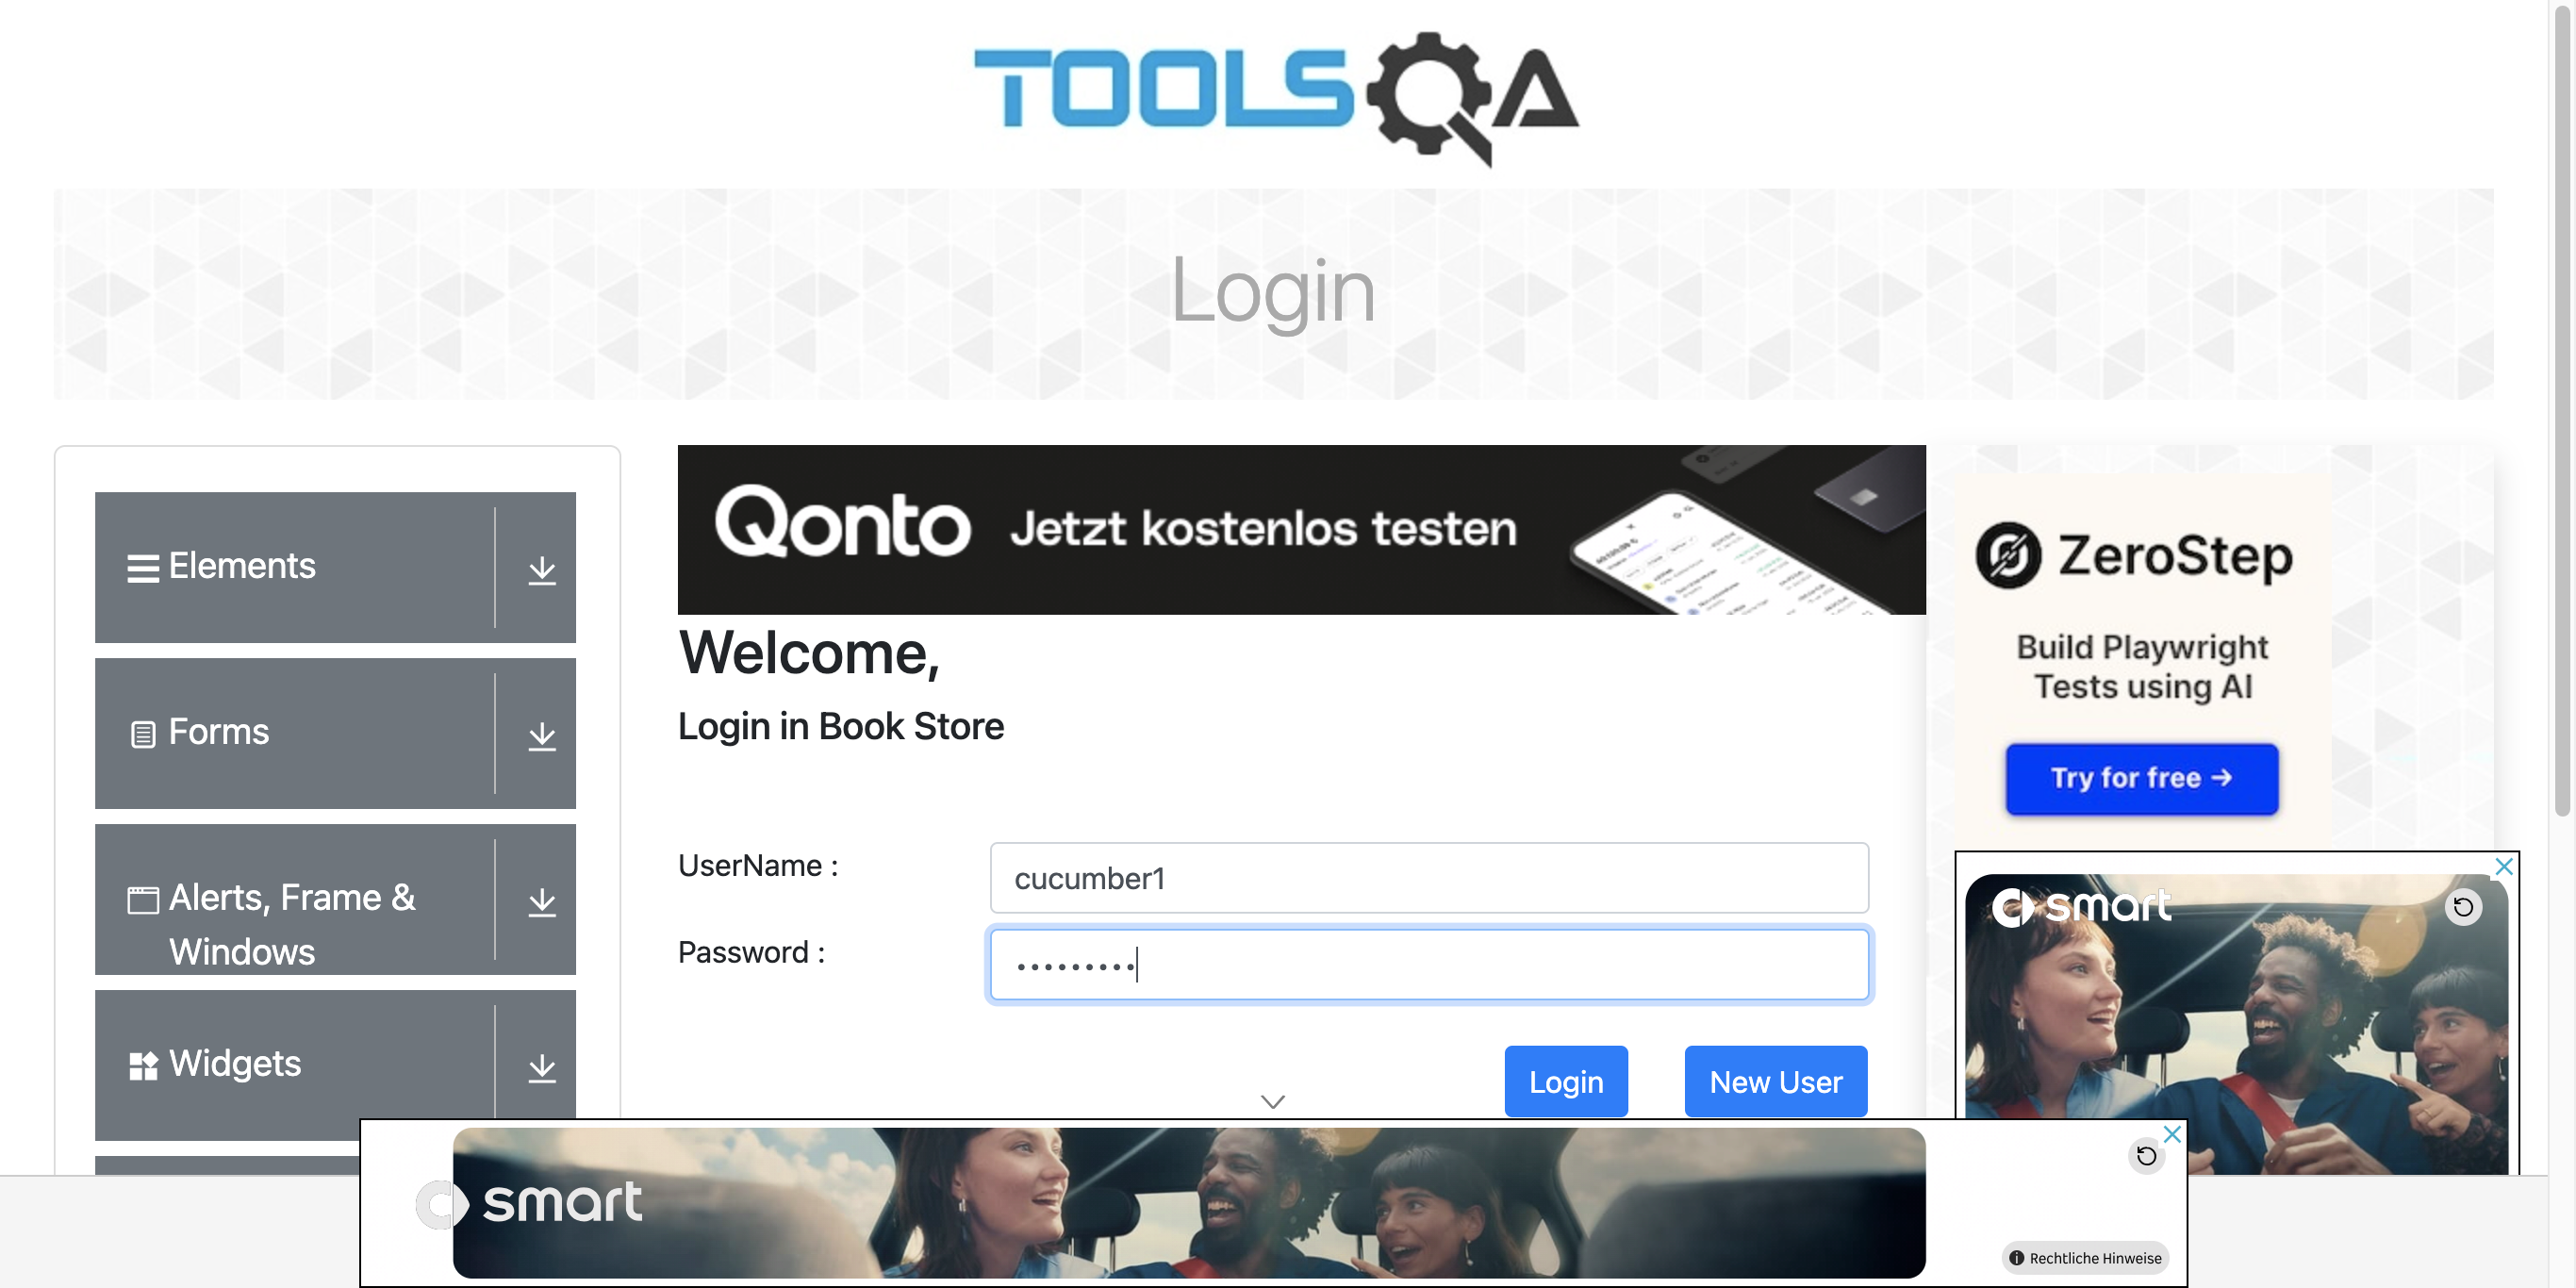 TOOLSQA
Login
Elements
Forms
Alerts, Frame &
Windows
Widgets
Qonto Jetzt kostenlos testen
Welcome,
Login in Book Store
UserName :
cucumber1
Password :
•••••••••
Login
New User
ZeroStep
Build Playwright
Tests using AI
Try for free →
smart
smart
Rechtliche Hinweise